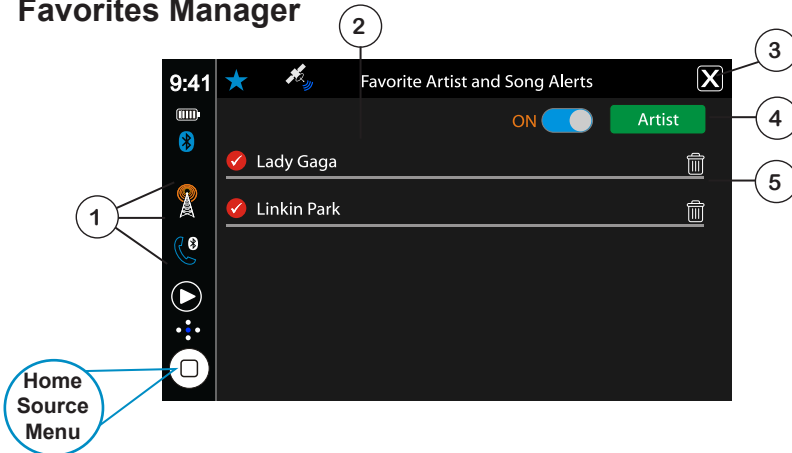 Favorites Manager
2
3
9:41
Favorite Artist and Song Alerts
X
ON
Artist
4
Lady Gaga
5
1
Linkin Park
Home
Source
Menu